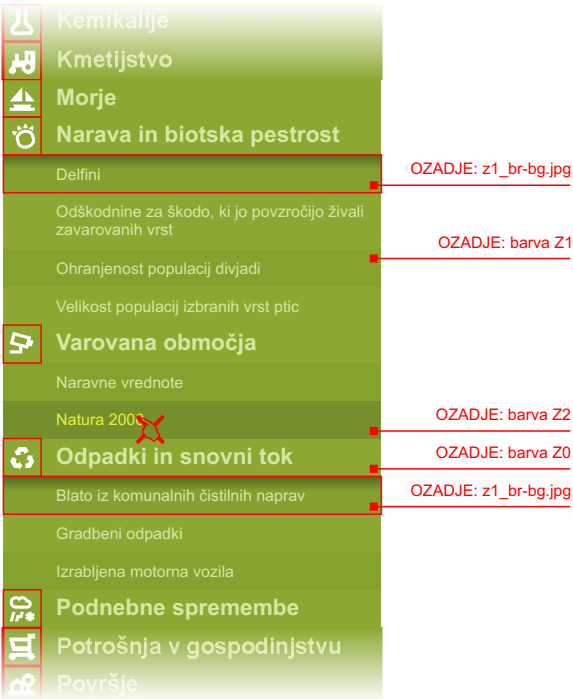 Kemikalije
Kmetijstvo
Morje
Narava in biotska pestrost
Delfini
OZADJE: z1_br-bg.jpg
Odškodnine za škodo, ki jo povzročijo živali
zavarovanih vrst
OZADJE: barva Z1
Ohranjenost populacij divjadi
Velikost populacij izbranih vrst ptic
Varovana območja
Naravne vrednote
Natura 2000
OZADJE: barva Z2
Odpadki in snovni tok
OZADJE: barva Z0
Blato iz komunalnih čistilnih naprav
OZADJE: z1_br-bg.jpg
Gradbeni odpadki
Izrabljena motorna vozila
Podnebne spremembe
Potrošnja v gospodinjstvu
Površje